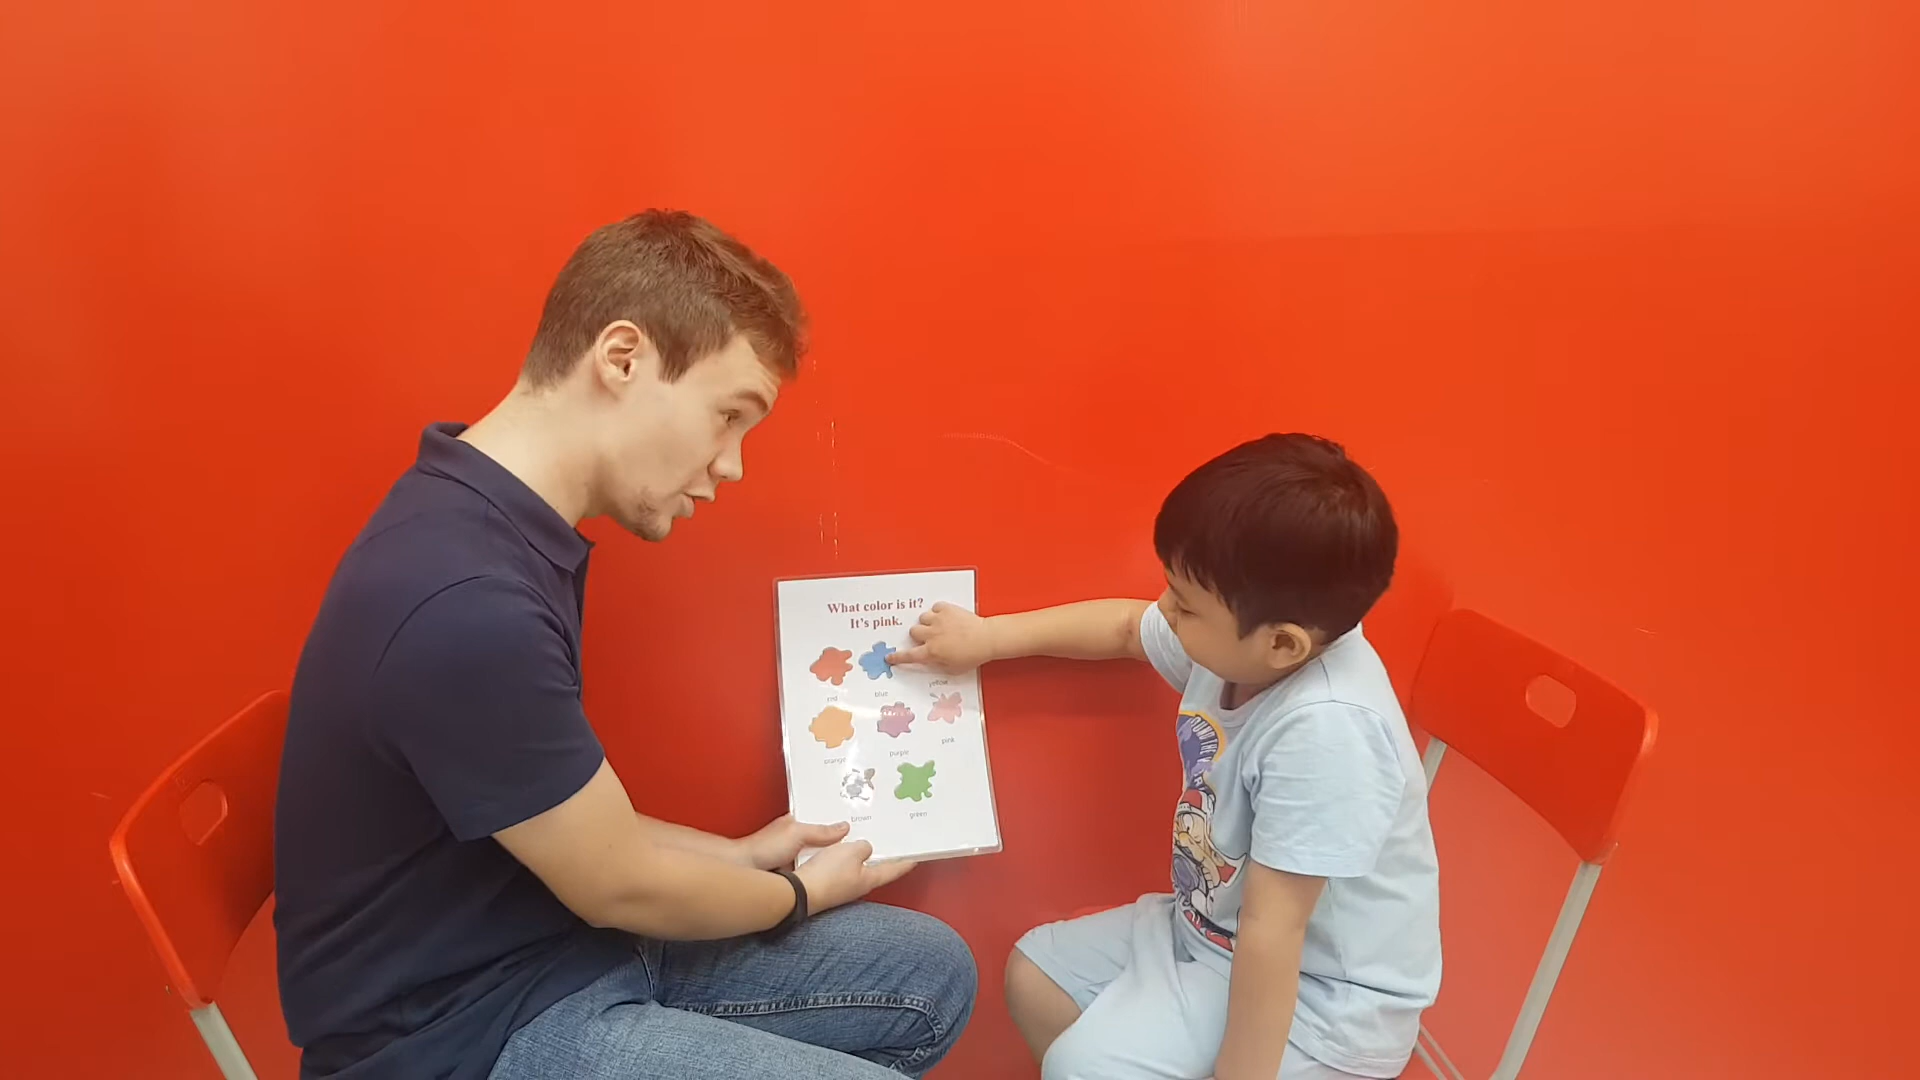 What color is it?
It's pink.
red
blue
yellow
orange
purple
pink
brown
green